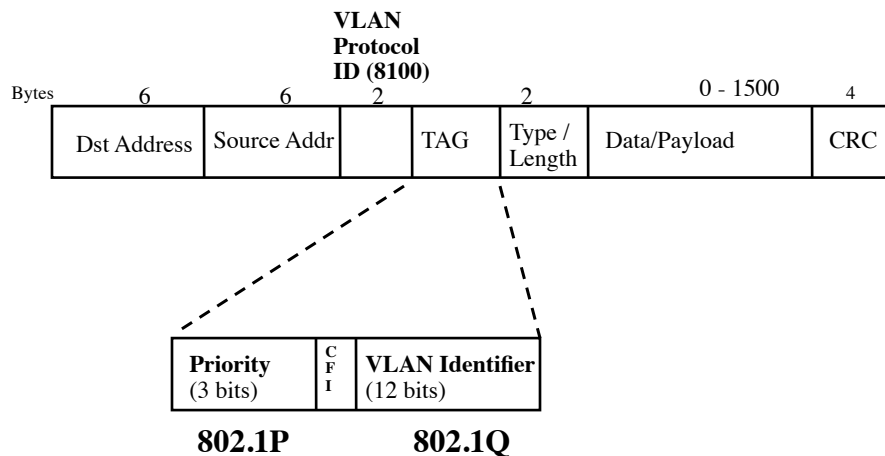 VLAN
Protocol
ID (8100)
Bytes 6 6 2 2 0 - 1500 4
Dst Address Source Addr TAG Type / Length Data/Payload CRC
Priority
(3 bits)
C
F
I
VLAN Identifier
(12 bits)
802.1P 802.1Q